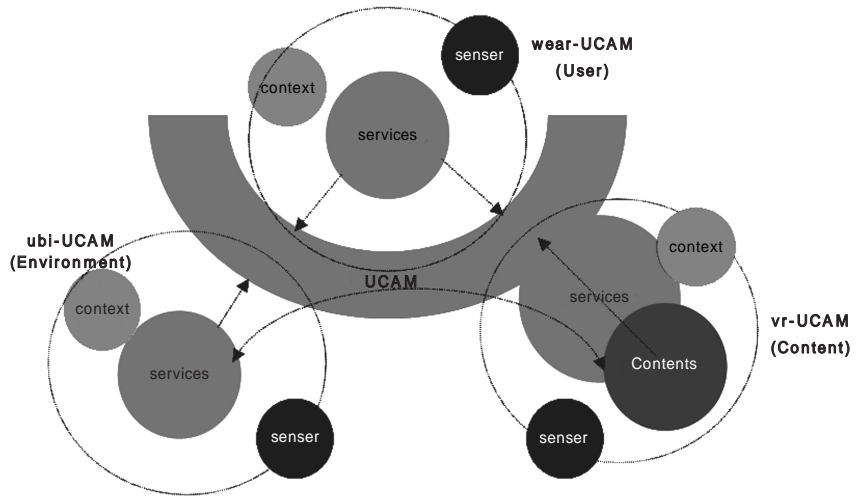 senser
wear-UCAM
(User)
context
services
ubi-UCAM
(Environment)
context
UCAM
services
context
services
Contents
vr-UCAM
(Content)
senser
senser